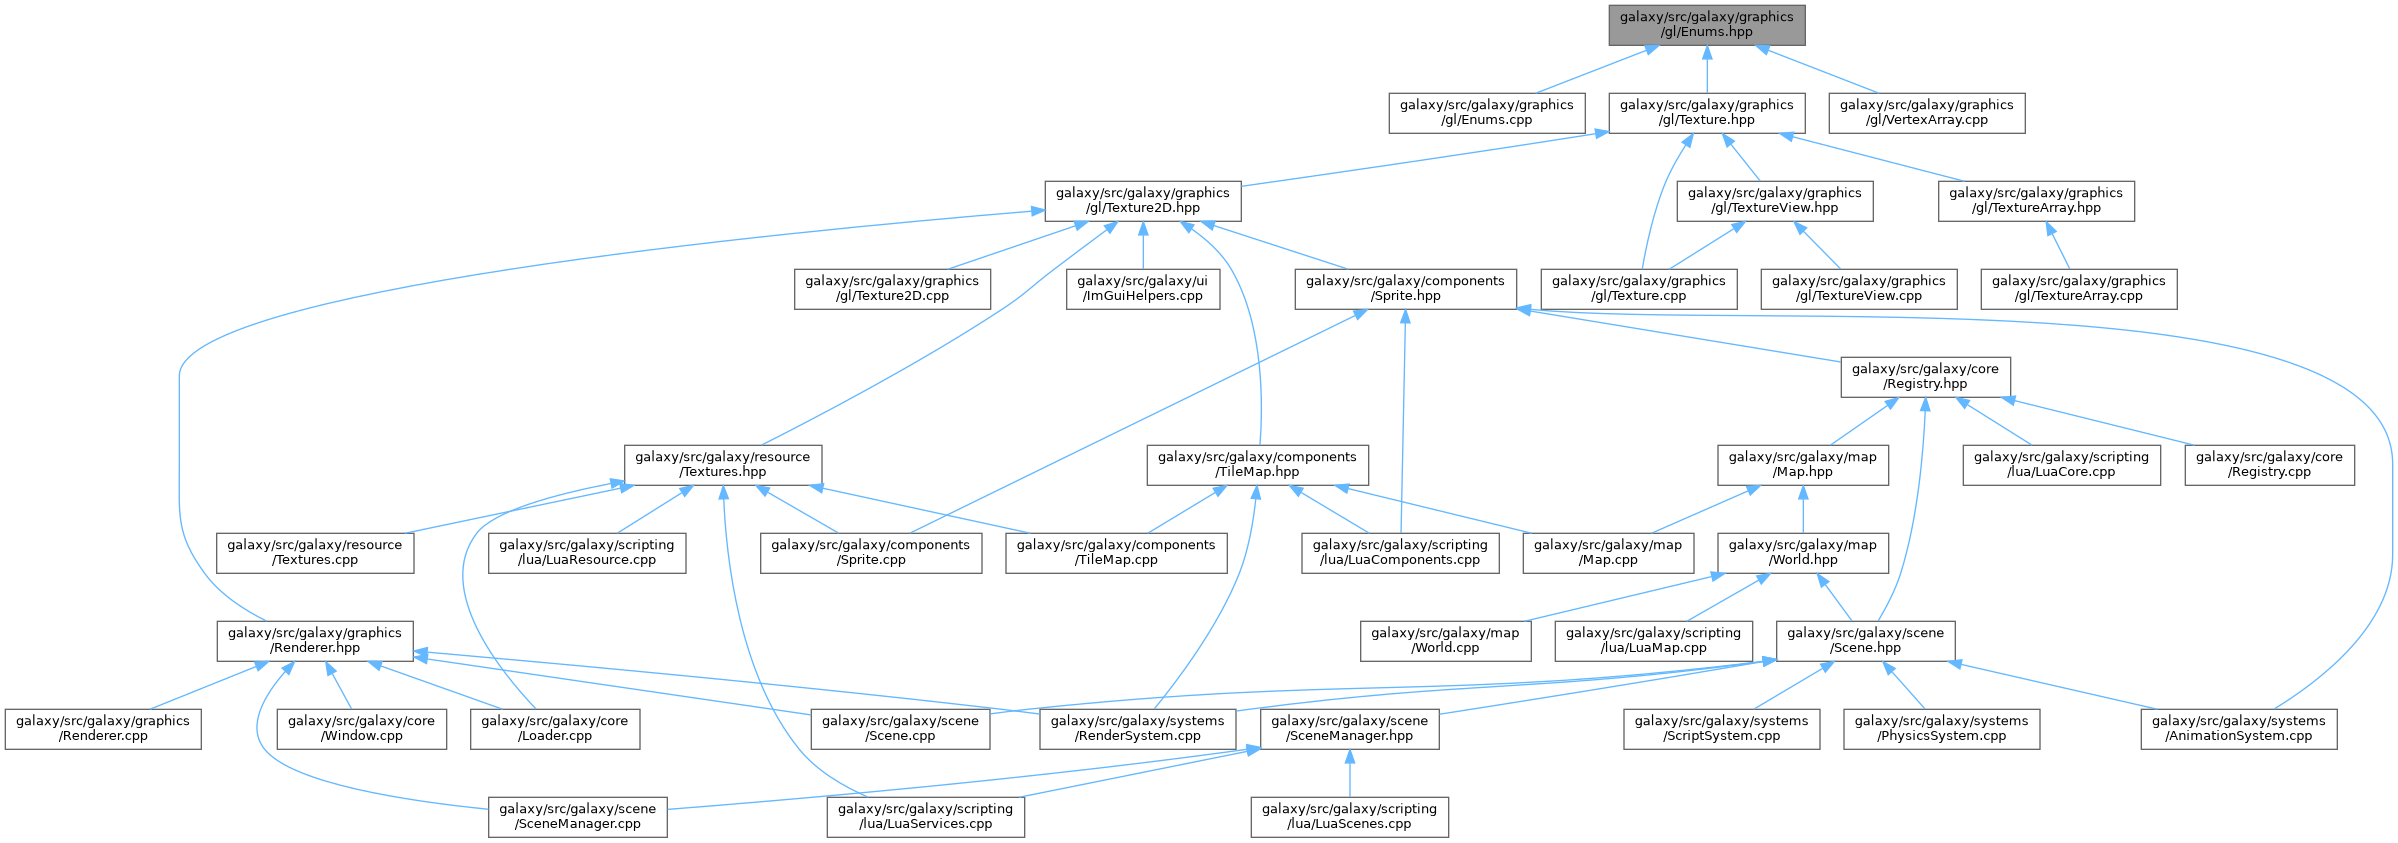 galaxy/src/galaxy/graphics
/gl/Enums.hpp
galaxy/src/galaxy/graphics
/gl/Enums.cpp
galaxy/src/galaxy/graphics
/gl/Texture.hpp
galaxy/src/galaxy/graphics
/gl/VertexArray.cpp
galaxy/src/galaxy/graphics
/gl/Texture2D.hpp
galaxy/src/galaxy/graphics
/gl/TextureView.hpp
galaxy/src/galaxy/graphics
/gl/TextureArray.hpp
galaxy/src/galaxy/graphics
/gl/Texture2D.cpp
galaxy/src/galaxy/ui
/ImGuiHelpers.cpp
galaxy/src/galaxy/components
/Sprite.hpp
galaxy/src/galaxy/graphics
/gl/Texture.cpp
galaxy/src/galaxy/graphics
/gl/TextureView.cpp
galaxy/src/galaxy/graphics
/gl/TextureArray.cpp
galaxy/src/galaxy/core
/Registry.hpp
galaxy/src/galaxy/resource
/Textures.hpp
galaxy/src/galaxy/components
/TileMap.hpp
galaxy/src/galaxy/map
/Map.hpp
galaxy/src/galaxy/scripting
/lua/LuaCore.cpp
galaxy/src/galaxy/core
/Registry.cpp
galaxy/src/galaxy/resource
/Textures.cpp
galaxy/src/galaxy/scripting
/lua/LuaResource.cpp
galaxy/src/galaxy/components
/Sprite.cpp
galaxy/src/galaxy/components
/TileMap.cpp
galaxy/src/galaxy/scripting
/lua/LuaComponents.cpp
galaxy/src/galaxy/map
/Map.cpp
galaxy/src/galaxy/map
/World.hpp
galaxy/src/galaxy/graphics
/Renderer.hpp
galaxy/src/galaxy/map
/World.cpp
galaxy/src/galaxy/scripting
/lua/LuaMap.cpp
galaxy/src/galaxy/scene
/Scene.hpp
galaxy/src/galaxy/graphics
/Renderer.cpp
galaxy/src/galaxy/core
/Window.cpp
galaxy/src/galaxy/core
/Loader.cpp
galaxy/src/galaxy/scene
/Scene.cpp
galaxy/src/galaxy/systems
/RenderSystem.cpp
galaxy/src/galaxy/scene
/SceneManager.hpp
galaxy/src/galaxy/systems
/ScriptSystem.cpp
galaxy/src/galaxy/systems
/PhysicsSystem.cpp
galaxy/src/galaxy/systems
/AnimationSystem.cpp
galaxy/src/galaxy/scene
/SceneManager.cpp
galaxy/src/galaxy/scripting
/lua/LuaServices.cpp
galaxy/src/galaxy/scripting
/lua/LuaScenes.cpp